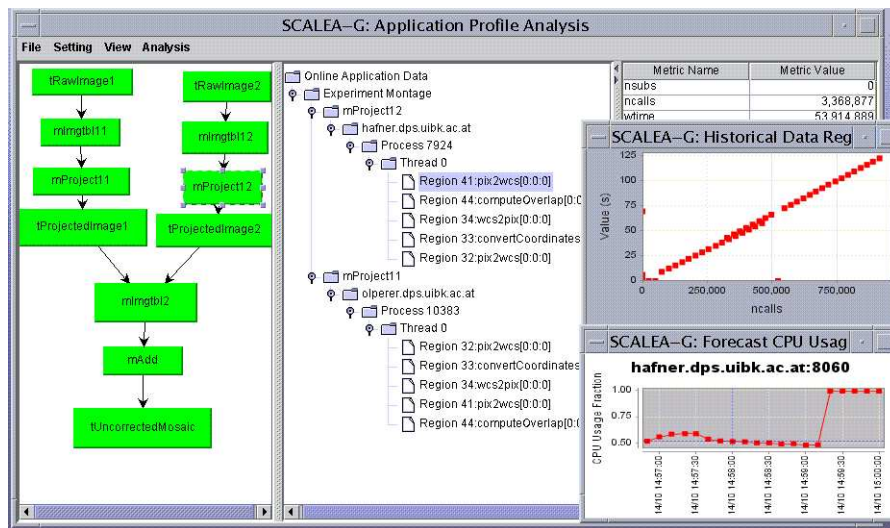 SCALEA-G: Application Profile Analysis
File Setting View Analysis
tRawImage1
tRawImage2
mImgtbl11
mImgtbl12
mProject11
mProject12
tProjectedImage1
tProjectedImage2
mImgtbl2
mAdd
tUncorrectedMosaic
Online Application Data
Experiment Montage
mProject12
hafner.dps.uibk.ac.at
Process 7924
Thread 0
Region 41:pix2wcs[0:0:0]
Region 44:computeOverlap[0:0
Region 34:wcs2pix[0:0:0]
Region 33:convertCoordinates
Region 32:pix2wcs[0:0:0]
mProject11
olperer.dps.uibk.ac.at
Process 10383
Thread 0
Region 32:pix2wcs[0:0:0]
Region 33:convertCoordinates
Region 34:wcs2pix[0:0:0]
Region 41:pix2wcs[0:0:0]
Region 44:computeOverlap[0:0
Metric Name Metric Value
nsubs 0
ncalls 3,368,877
wtime 53,914,889
SCALEA-G: Historical Data Reg
Value (s)
125
100
75
50
25
0
0 250,000 500,000 750,000
ncalls
SCALEA-G: Forecast CPU Usag
hafner.dps.uibk.ac.at:8060
CPU Usage Fraction
1.00
0.75
0.50
14/10 14:57:00
14/10 14:57:30
14/10 14:58:00
14/10 14:58:30
14/10 14:59:00
14/10 14:59:30
14/10 15:00:00